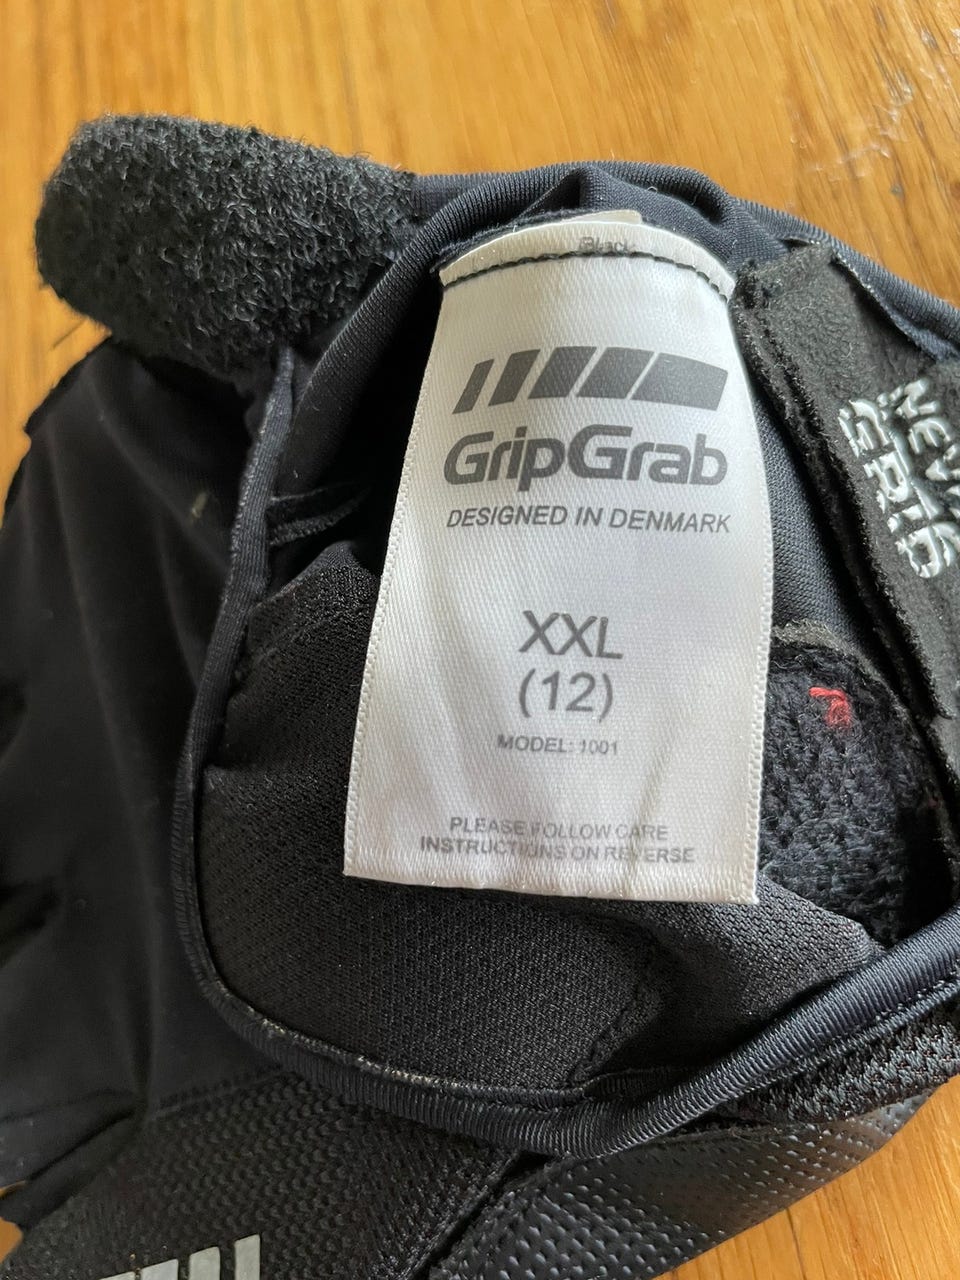 Black
GripGrab
DESIGNED IN DENMARK
XXL
(12)
MODEL: 1001
PLEASE FOLLOW CARE
INSTRUCTIONS ON REVERSE